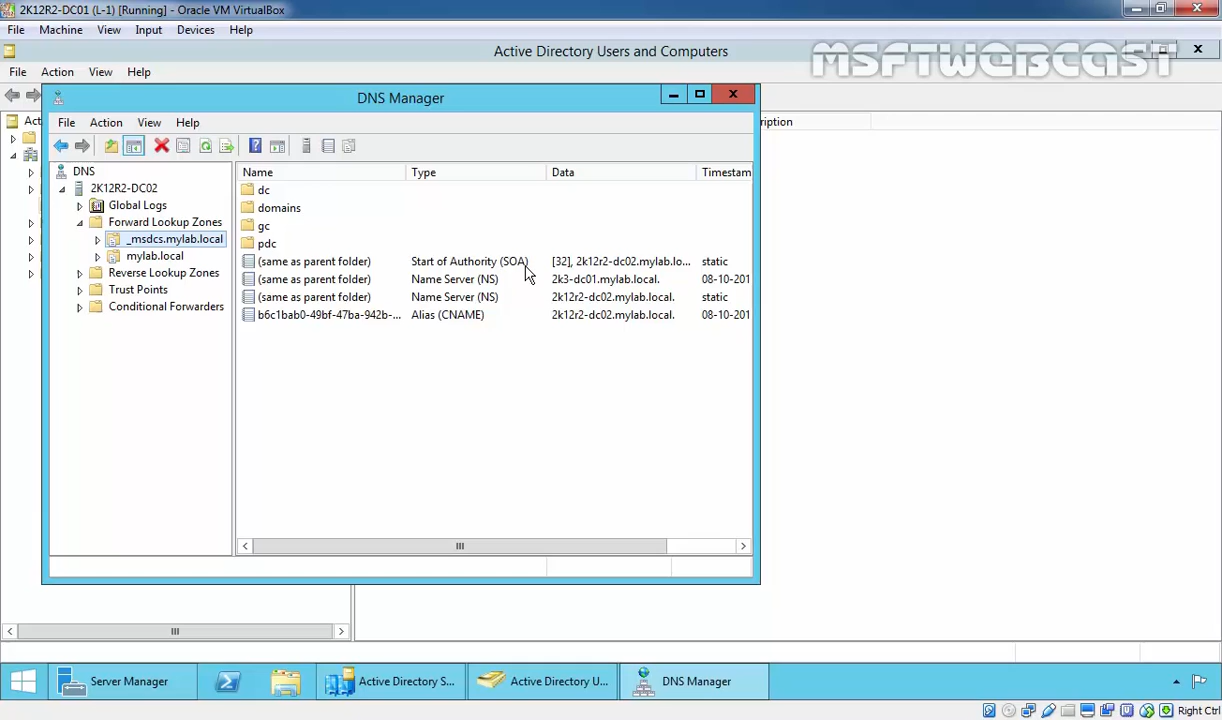 2K12R2-DC01 (L-1) [Running] - Oracle VM VirtualBox
File Machine View Input Devices Help
Active Directory Users and Computers
MSFTWEBCAST
File Action View Help
DNS Manager
Act
ription
File Action View Help
DNS
2K12R2-DC02
Global Logs
Forward Lookup Zones
_msdcs.mylab.local
mylab.local
Reverse Lookup Zones
Trust Points
Conditional Forwarders
Name Type Data Timestam
dc
domains
gc
pdc
(same as parent folder) Start of Authority (SOA) [32], 2k12r2-dc02.mylab.lo... static
(same as parent folder) Name Server (NS) 2k3-dc01.mylab.local. 08-10-201
(same as parent folder) Name Server (NS) 2k12r2-dc02.mylab.local. static
b6c1bab0-49bf-47ba-942b-... Alias (CNAME) 2k12r2-dc02.mylab.local. 08-10-201
Server Manager Active Directory S... Active Directory U... DNS Manager
Right Ctrl